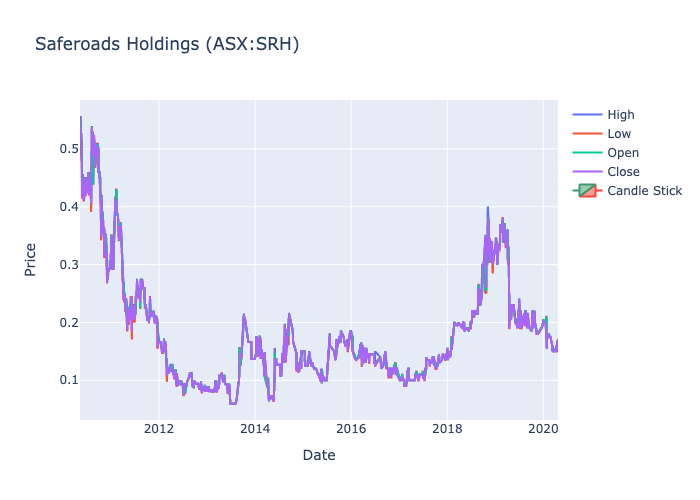 Saferoads Holdings (ASX:SRH)
High
Low
Open
Close
Candle Stick
Price
0.5
0.4
0.3
0.2
0.1
2012 2014 2016 2018 2020
Date